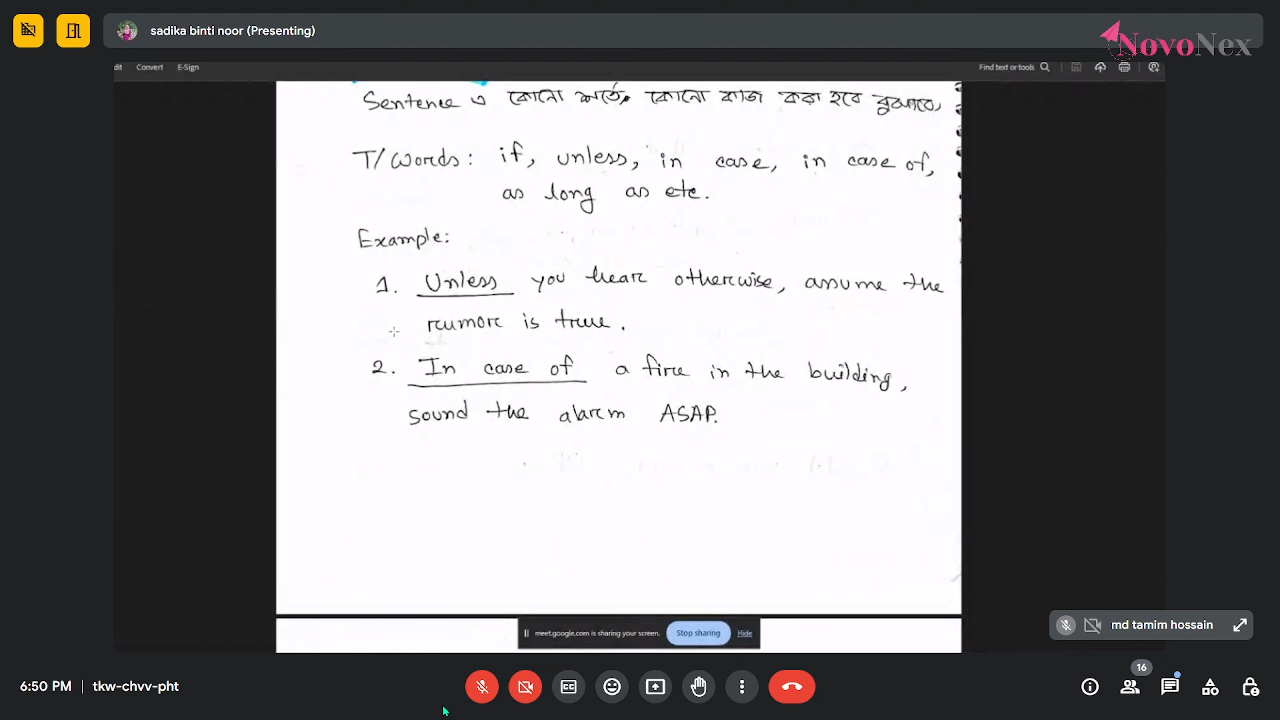 sadika binti noor (Presenting)
NovoNex
dit Convert E-Sign Find text or tools
Sentence এ কোনো শর্তে কোনো কাজ করা হবে বুঝাবে,
T/Words: if, unless, in case, in case of,
as long as etc.
Example:
1. Unless you hear otherwise, assume the
rumor is true.
2. In case of a fire in the building,
sound the alarm ASAP.
meet.google.com is sharing your screen. Stop sharing Hide
md tamim hossain
6:50 PM tkw-chvv-pht
16